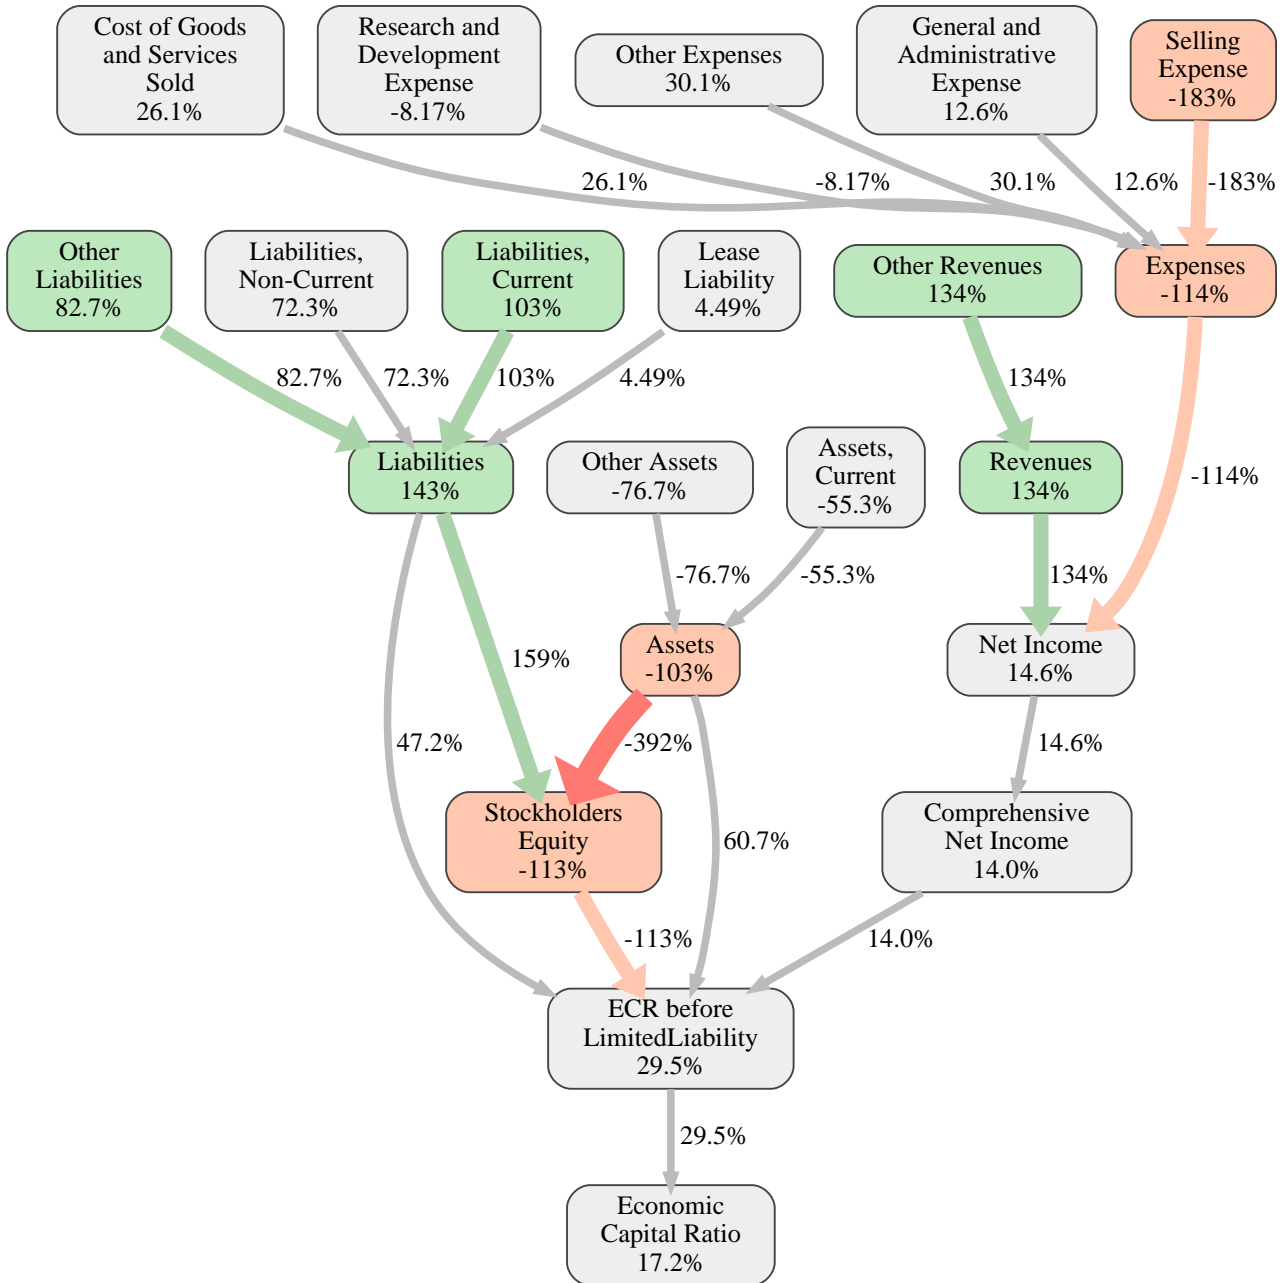 Cost of Goods
and Services
Sold
26.1%
Research and
Development
Expense
-8.17%
Other Expenses
30.1%
General and
Administrative
Expense
12.6%
Selling
Expense
-183%
26.1%
-8.17%
30.1%
12.6%
-183%
Other
Liabilities
82.7%
Liabilities,
Non-Current
72.3%
Liabilities,
Current
103%
Lease
Liability
4.49%
Other Revenues
134%
Expenses
-114%
82.7%
72.3%
103%
4.49%
134%
-114%
Liabilities
143%
Other Assets
-76.7%
Assets,
Current
-55.3%
Revenues
134%
159%
-76.7%
-55.3%
134%
Assets
-103%
Net Income
14.6%
47.2%
-392%
60.7%
14.6%
Stockholders
Equity
-113%
Comprehensive
Net Income
14.0%
-113%
14.0%
ECR before
LimitedLiability
29.5%
29.5%
Economic
Capital Ratio
17.2%